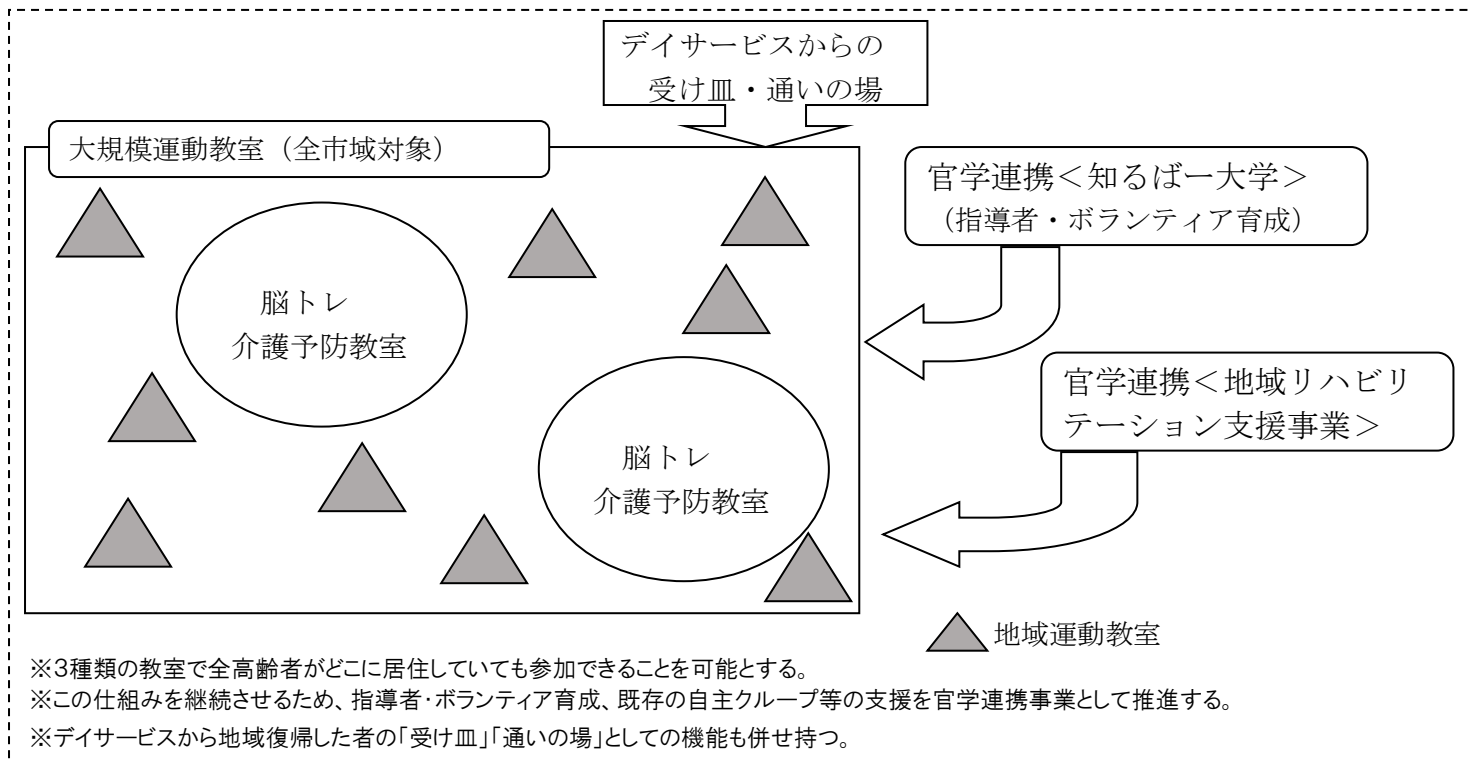 デイサービスからの
受け皿・通いの場
大規模運動教室（全市域対象）
官学連携＜知るばー大学＞
（指導者・ボランティア育成）
脳トレ
介護予防教室
官学連携＜地域リハビリ
テーション支援事業＞
脳トレ
介護予防教室
地域運動教室
※3種類の教室で全高齢者がどこに居住していても参加できることを可能とする。
※この仕組みを継続させるため、指導者・ボランティア育成、既存の自主クループ等の支援を官学連携事業として推進する。
※デイサービスから地域復帰した者の「受け皿」「通いの場」としての機能も併せ持つ。